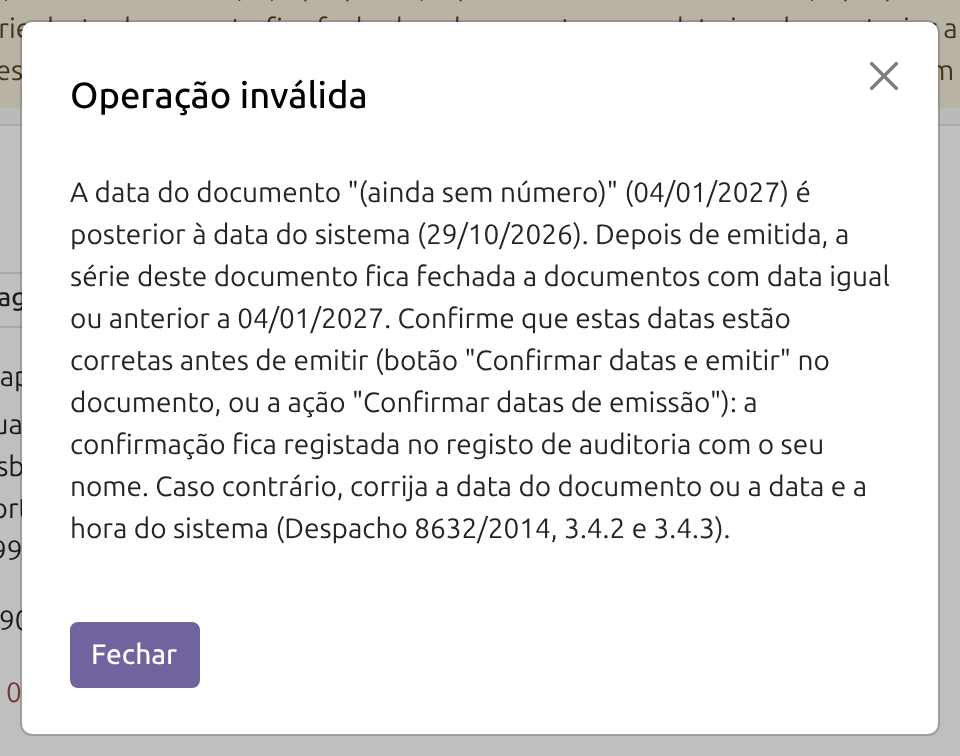 Operação inválida
A data do documento "(ainda sem número)" (04/01/2027) é
posterior à data do sistema (29/10/2026). Depois de emitida, a
série deste documento fica fechada a documentos com data igual
ou anterior a 04/01/2027. Confirme que estas datas estão
corretas antes de emitir (botão "Confirmar datas e emitir" no
documento, ou a ação "Confirmar datas de emissão"): a
confirmação fica registada no registo de auditoria com o seu
nome. Caso contrário, corrija a data do documento ou a data e a
hora do sistema (Despacho 8632/2014, 3.4.2 e 3.4.3).
Fechar